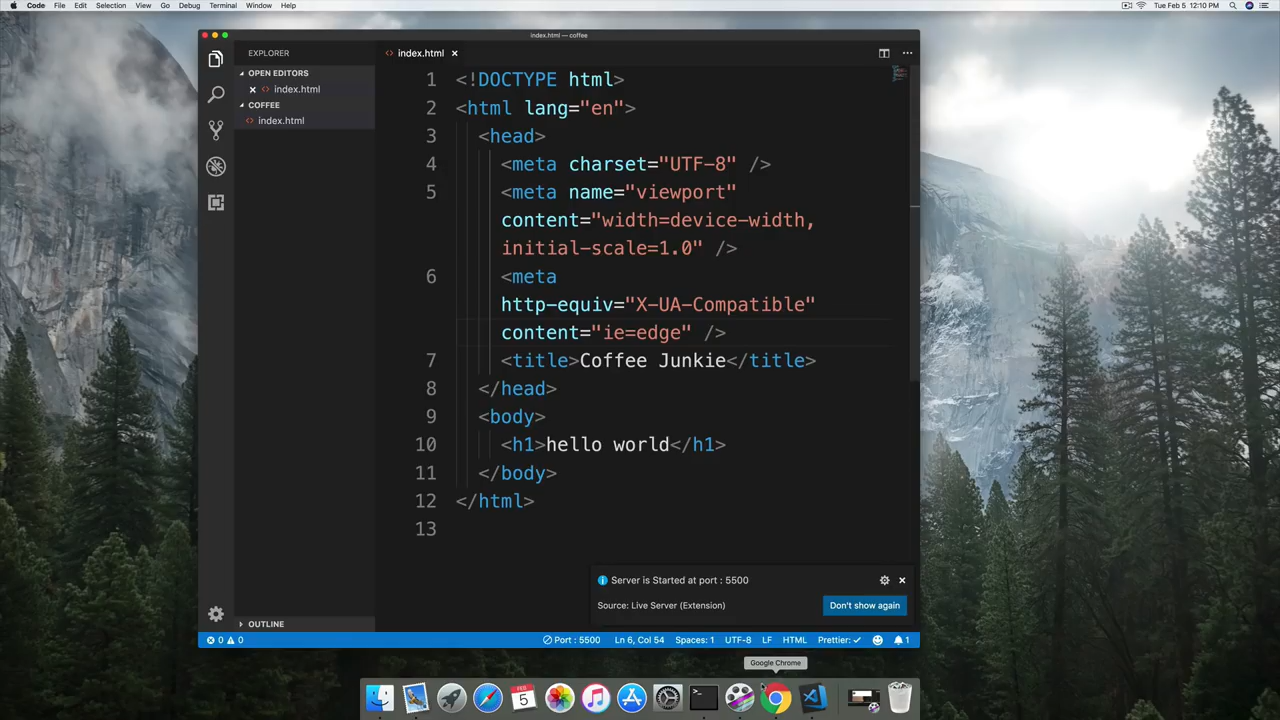 Code File Edit Selection View Go Debug Terminal Window Help
Tue Feb 5 12:10 PM
index.html — coffee
EXPLORER
OPEN EDITORS
index.html
COFFEE
index.html
OUTLINE
index.html
1 <!DOCTYPE html>
2 <html lang="en">
3 <head>
4 <meta charset="UTF-8" />
5 <meta name="viewport"
content="width=device-width,
initial-scale=1.0" />
6 <meta
http-equiv="X-UA-Compatible"
content="ie=edge" />
7 <title>Coffee Junkie</title>
8 </head>
9 <body>
10 <h1>hello world</h1>
11 </body>
12 </html>
13
Server is Started at port : 5500
Source: Live Server (Extension)
Don't show again
0 0
Port : 5500 Ln 6, Col 54 Spaces: 1 UTF-8 LF HTML Prettier: ✓ 1
Google Chrome
FEB
5